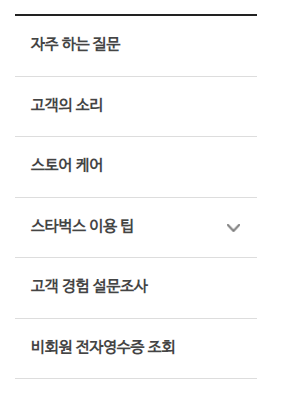 자주 하는 질문
고객의 소리
스토어 케어
스타벅스 이용 팁
고객 경험 설문조사
비회원 전자영수증 조회